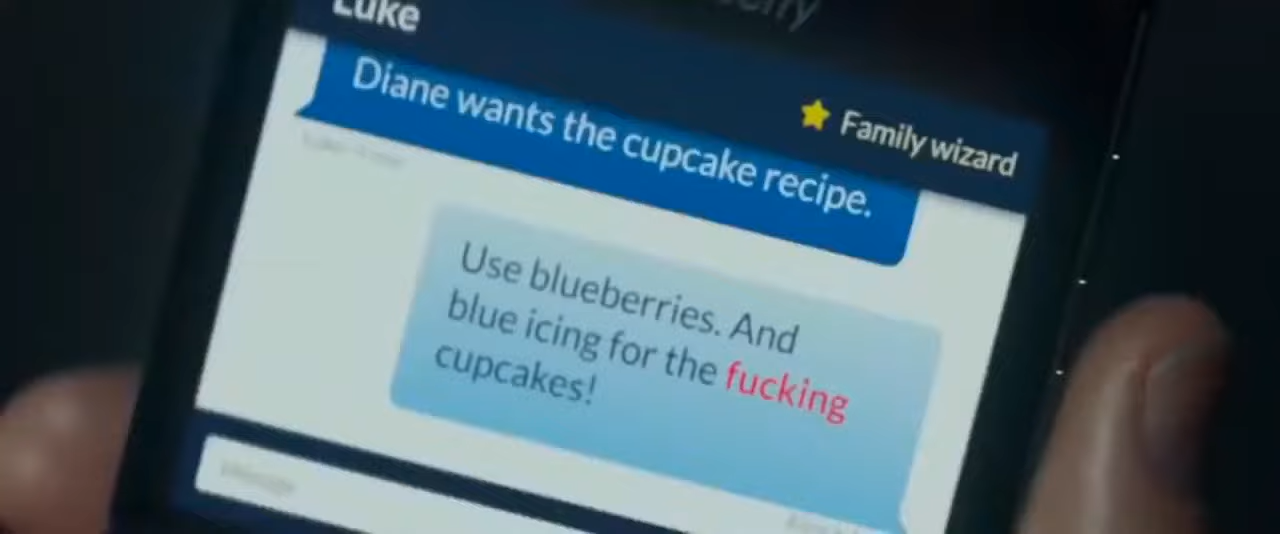 Luke
Diane wants the cupcake recipe.
Family wizard
Use blueberries. And
blue icing for the fucking
cupcakes!